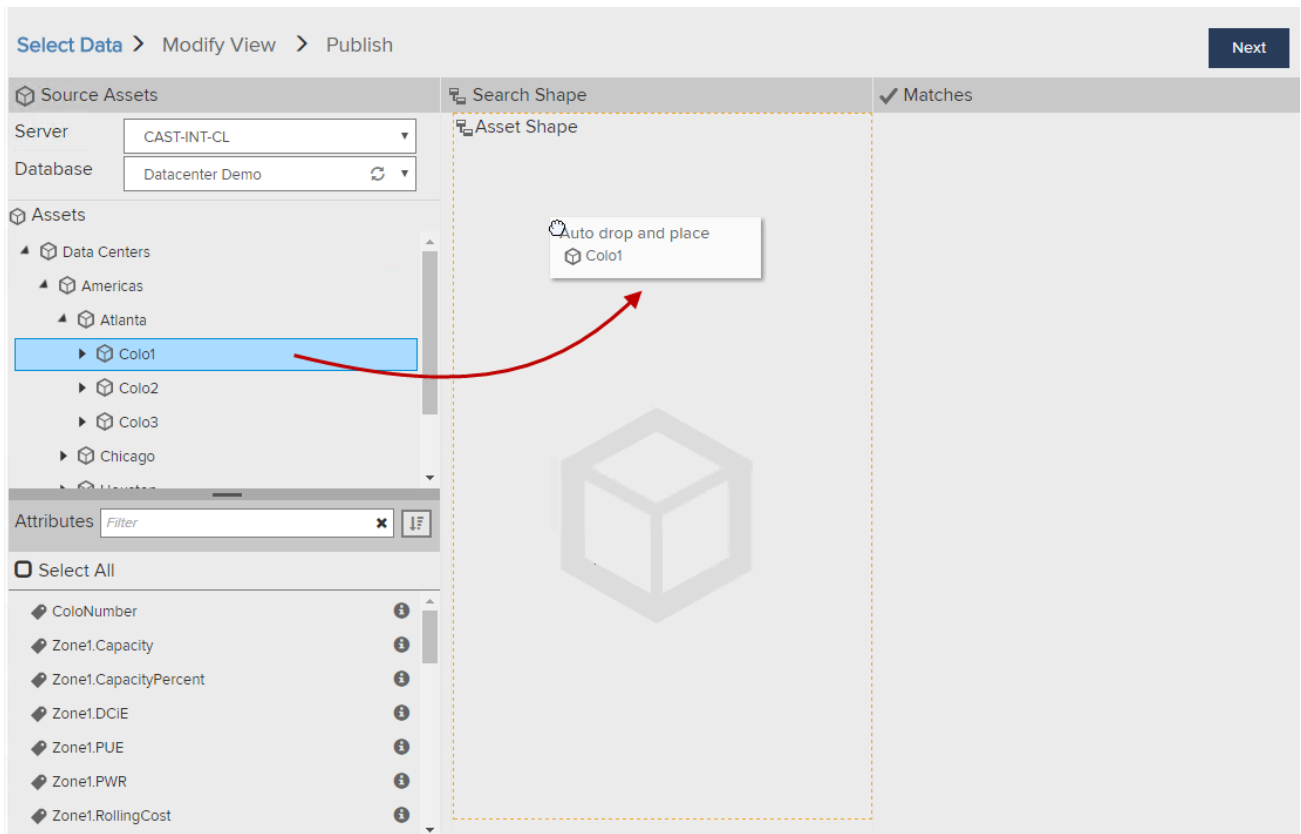 Select Data > Modify View > Publish
Next
Source Assets
Server CAST-INT-CL
Database Datacenter Demo
Assets
Data Centers
Americas
Atlanta
Colo1
Colo2
Colo3
Chicago
Attributes Filter
Select All
ColoNumber
Zone1.Capacity
Zone1.CapacityPercent
Zone1.DCiE
Zone1.PUE
Zone1.PWR
Zone1.RollingCost
Search Shape
Asset Shape
Auto drop and place
Colo1
Matches